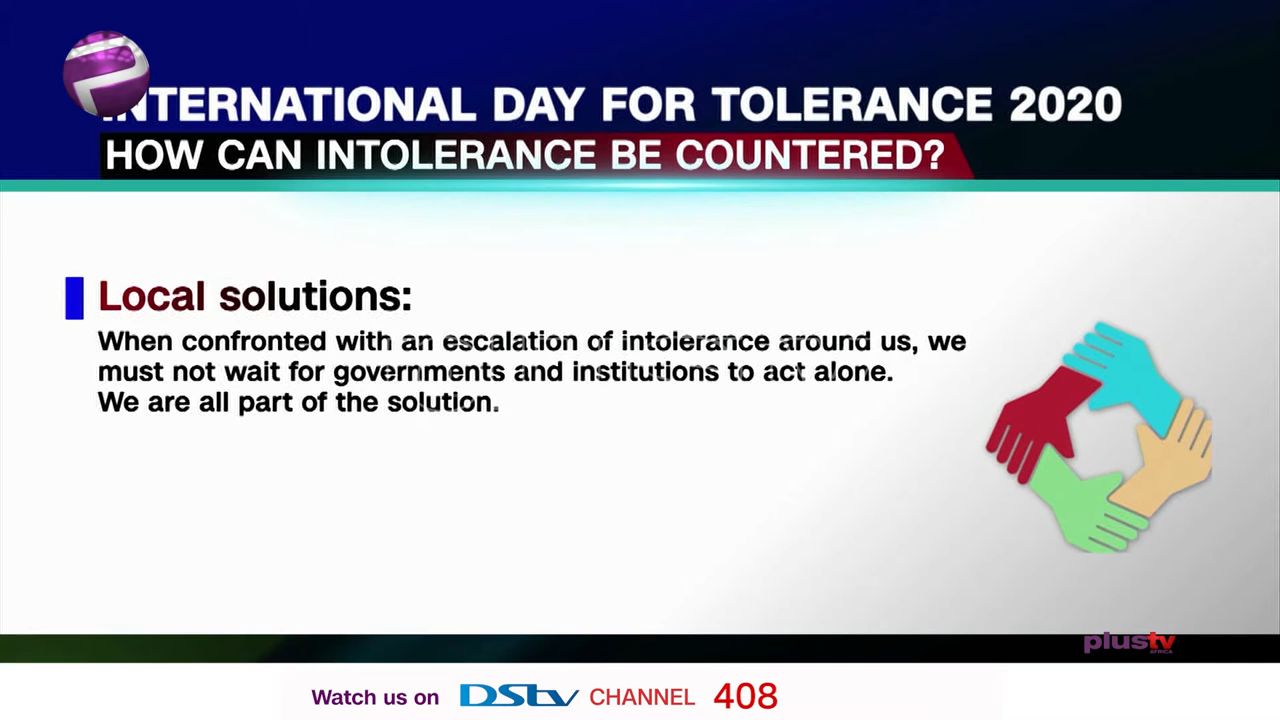 INTERNATIONAL DAY FOR TOLERANCE 2020
HOW CAN INTOLERANCE BE COUNTERED?
Local solutions:
When confronted with an escalation of intolerance around us, we
must not wait for governments and institutions to act alone.
We are all part of the solution.
plustv
AFRICA
Watch us on DStv CHANNEL 408